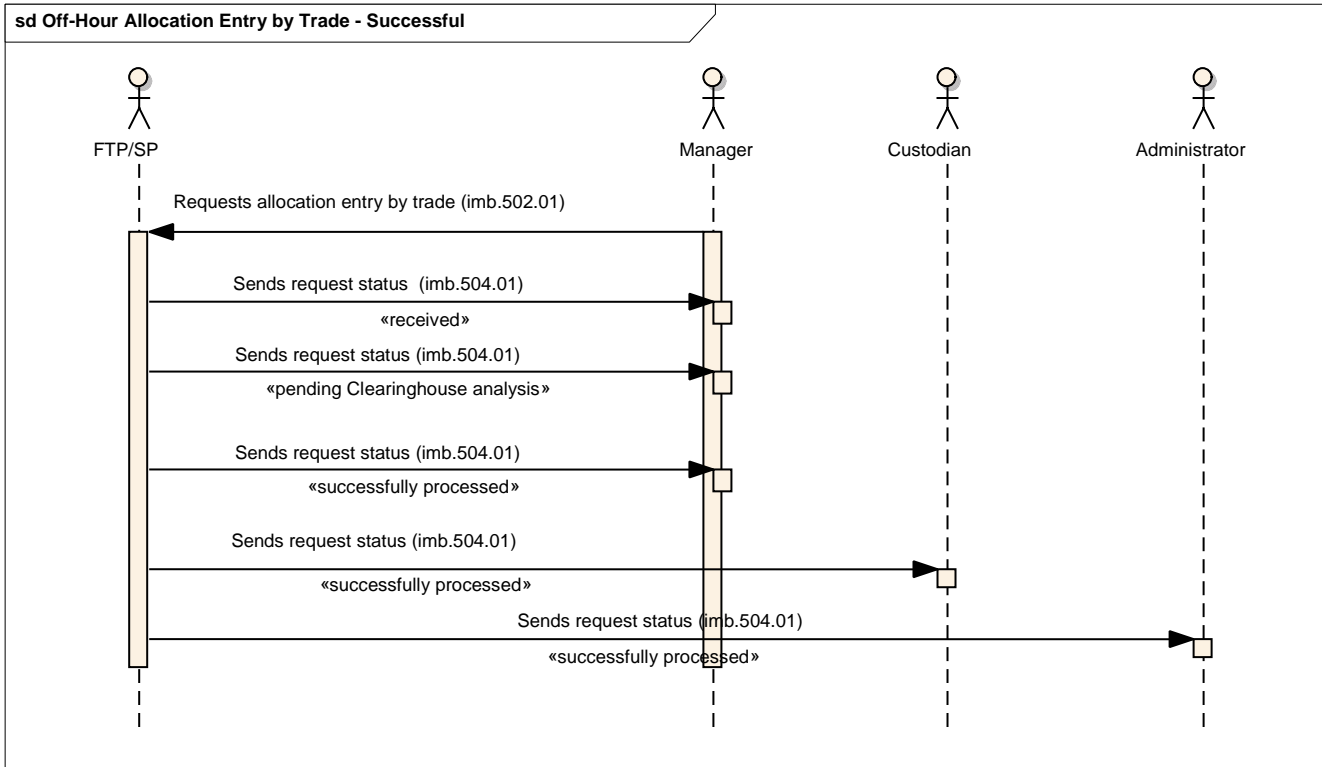 sd Off-Hour Allocation Entry by Trade - Successful
FTP/SP
Manager
Custodian
Administrator
Requests allocation entry by trade (imb.502.01)
Sends request status  (imb.504.01)
«received»
Sends request status (imb.504.01)
«pending Clearinghouse analysis»
Sends request status (imb.504.01)
«successfully processed»
Sends request status (imb.504.01)
«successfully processed»
Sends request status (imb.504.01)
«successfully processed»